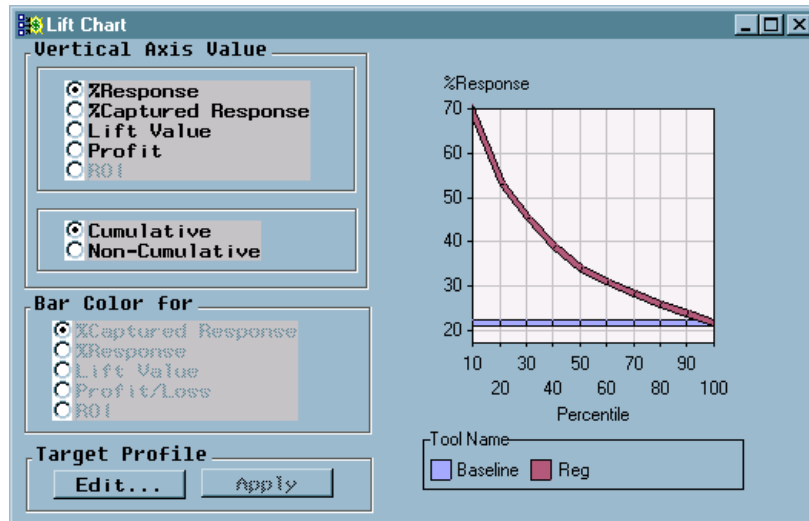 Lift Chart
Vertical Axis Value
%Response
%Captured Response
Lift Value
Profit
ROI
Cumulative
Non-Cumulative
Bar Color for
%Captured Response
%Response
Lift Value
Profit/Loss
ROI
Target Profile
Edit... Apply
%Response
70
60
50
40
30
20
10 30 50 70 90
20 40 60 80 100
Percentile
Tool Name
Baseline Reg